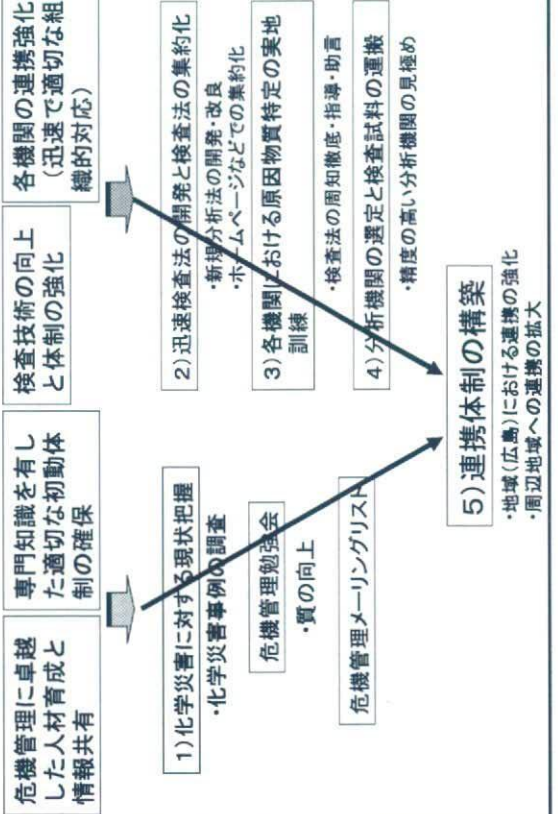 危機管理に卓越
した人材育成と
情報共有
専門知識を有し
た適切な初動体
制の確保
検査技術の向上
と体制の強化
各機関の連携強化
(迅速で適切な組
織的対応)
1)化学災害に対する現状把握
・化学災害事例の調査
危機管理勉強会
・質の向上
危機管理メーリングリスト
2)迅速検査法の開発と検査法の集約化
・新規分析法の開発・改良
・ホームページなどでの集約化
3)各機関における原因物質特定の実地
訓練
・検査法の周知徹底・指導・助言
4)分析機関の選定と検査試料の運搬
・精度の高い分析機関の見極め
5)連携体制の構築
・地域(広島)における連携の強化
・周辺地域への連携の拡大